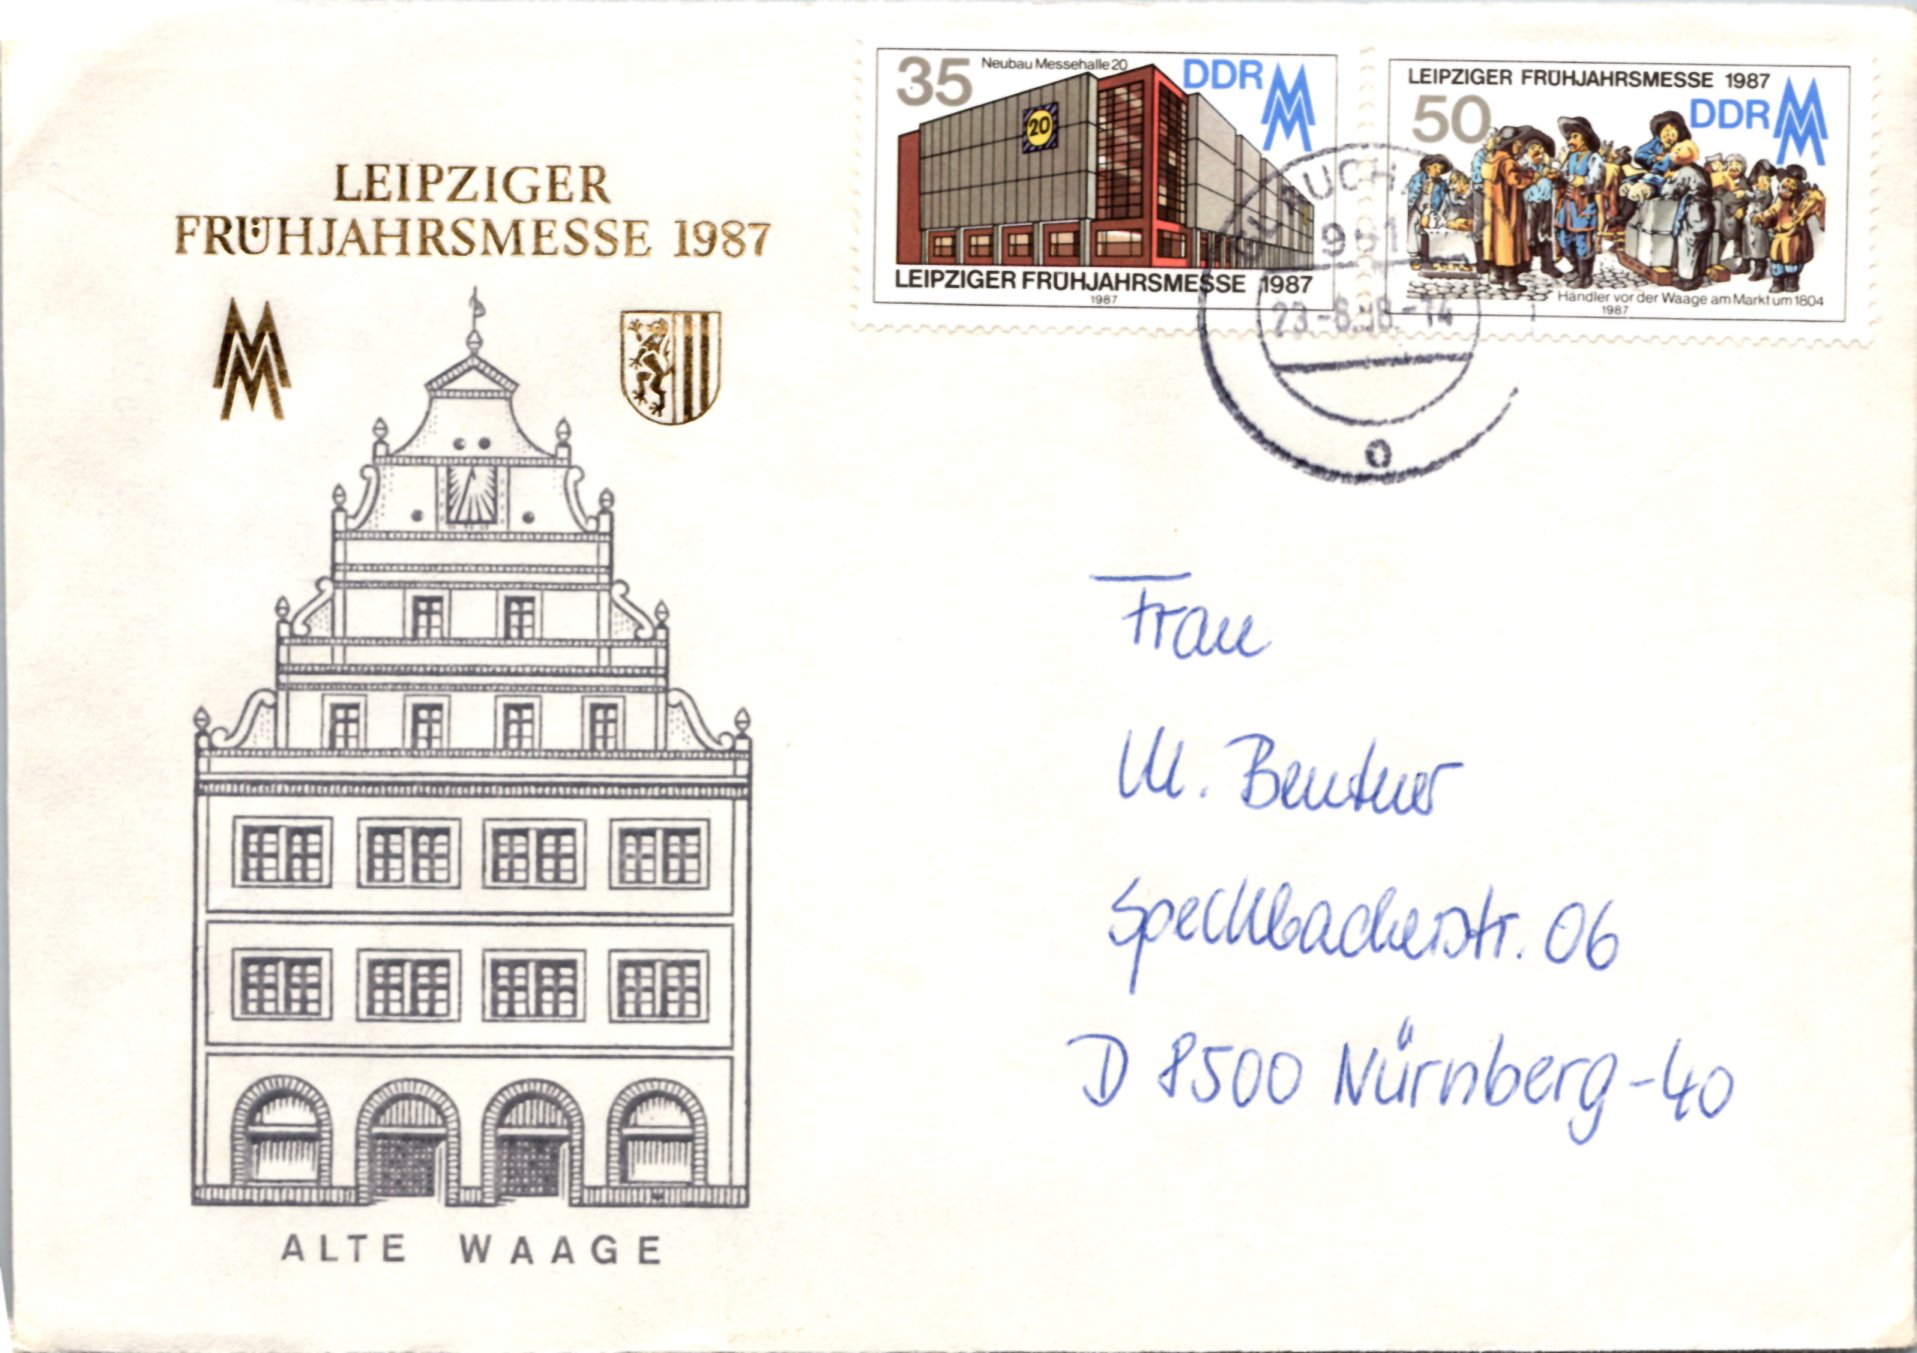 LEIPZIGER
FRÜHJAHRSMESSE 1987
ALTE WAAGE
35 Neubau Messehalle 20 DDR
20
LEIPZIGER FRÜHJAHRSMESSE 1987
1987
LEIPZIGER FRÜHJAHRSMESSE 1987
50 DDR
Händler vor der Waage am Markt um 1804
1987
Frau
M. Beutner
Speckbacherstr. 06
D 8500 Nürnberg-40